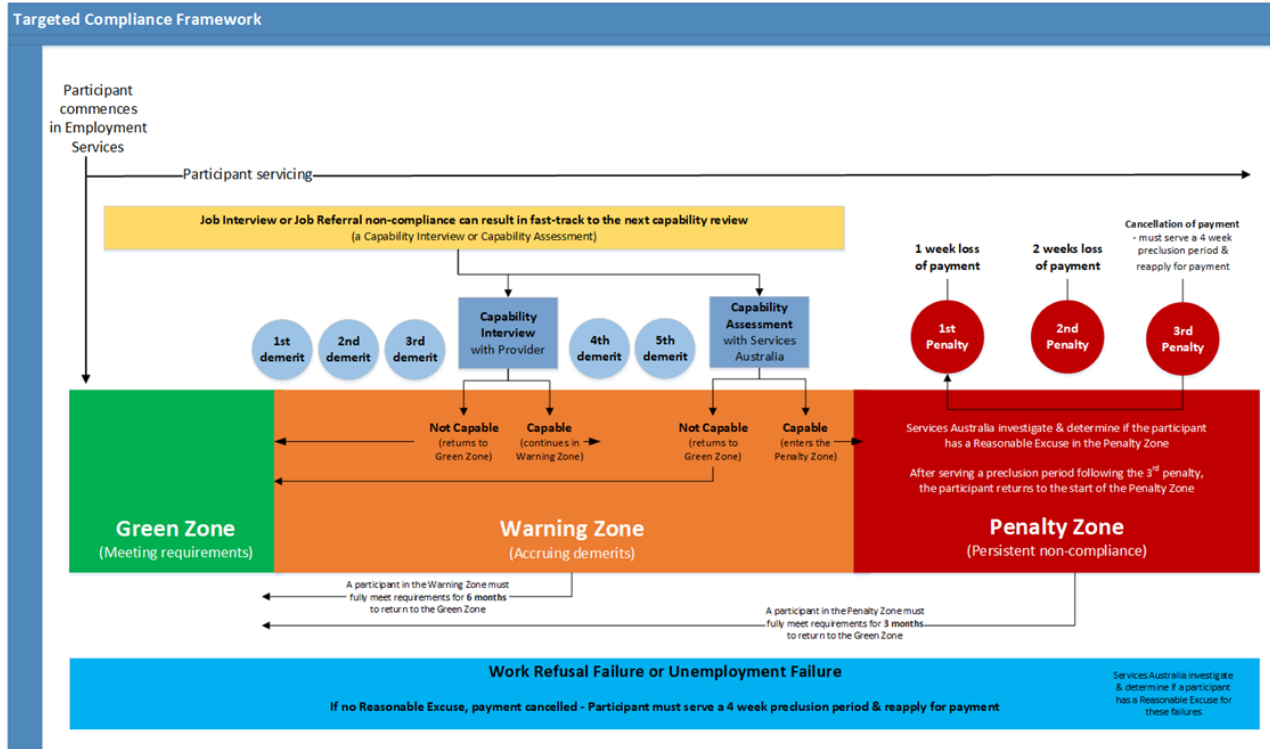 Targeted Compliance Framework
Participant
commences
in Employment
Services
Participant servicing
Job Interview or Job Referral non-compliance can result in fast-track to the next capability review
(a Capability Interview or Capability Assessment)
1st
demerit
2nd
demerit
3rd
demerit
Capability
Interview
with Provider
4th
demerit
5th
demerit
Capability
Assessment
with Services
Australia
1 week loss
of payment
2 weeks loss
of payment
Cancellation of payment
- must serve a 4 week
preclusion period &
reapply for payment
1st
Penalty
2nd
Penalty
3rd
Penalty
Not Capable
(returns to
Green Zone)
Capable
(continues in
Warning Zone)
Not Capable
(returns to
Green Zone)
Capable
(enters the
Penalty Zone)
Services Australia investigate & determine if the participant
has a Reasonable Excuse in the Penalty Zone
After serving a preclusion period following the 3rd penalty,
the participant returns to the start of the Penalty Zone
Green Zone
(Meeting requirements)
Warning Zone
(Accruing demerits)
Penalty Zone
(Persistent non-compliance)
A participant in the Warning Zone must
fully meet requirements for 6 months
to return to the Green Zone
A participant in the Penalty Zone must
fully meet requirements for 3 months
to return to the Green Zone
Work Refusal Failure or Unemployment Failure
If no Reasonable Excuse, payment cancelled - Participant must serve a 4 week preclusion period & reapply for payment
Services Australia investigate
& determine if a participant
has a Reasonable Excuse for
these failures